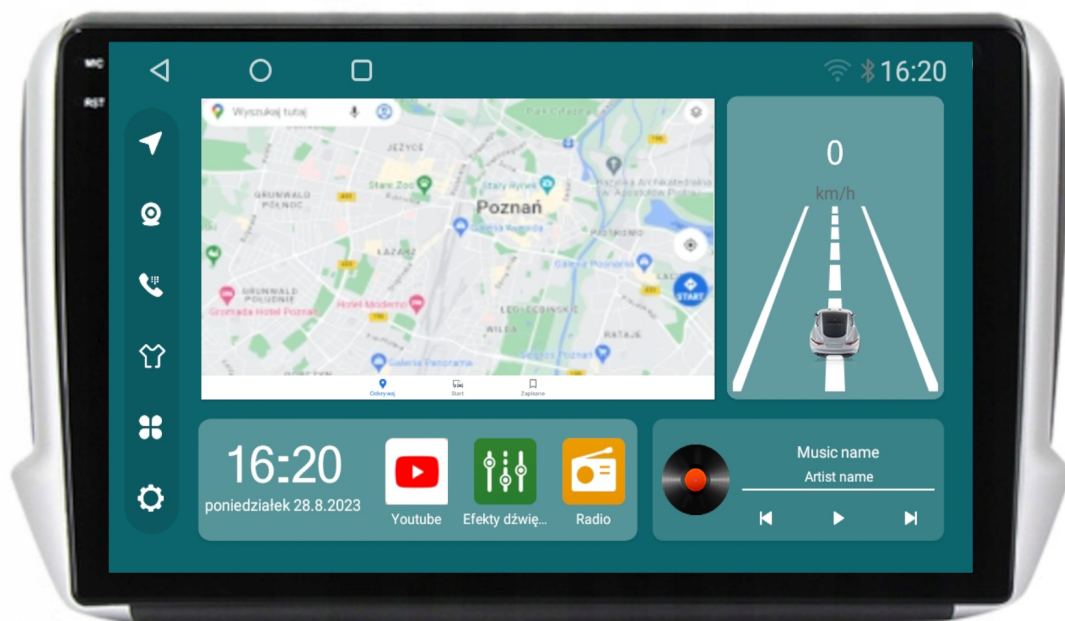 MIC
RST
16:20
Wyszukaj tutaj
JEŻYCE
Stare Zoo
Stary Rynek
GRUNWALD
PÓŁNOC
Poznań
ŁAZARZ
Galeria Posnania
GRUNWALD
POŁUDNIE
Gromada Hotel Poznań
Hotel Moderno
WILDA
RATAJE
START
Galeria Panorama
Odkrywaj
Start
Zapisane
0
km/h
16:20
poniedziałek 28.8.2023
Youtube
Efekty dźwię...
Radio
Music name
Artist name